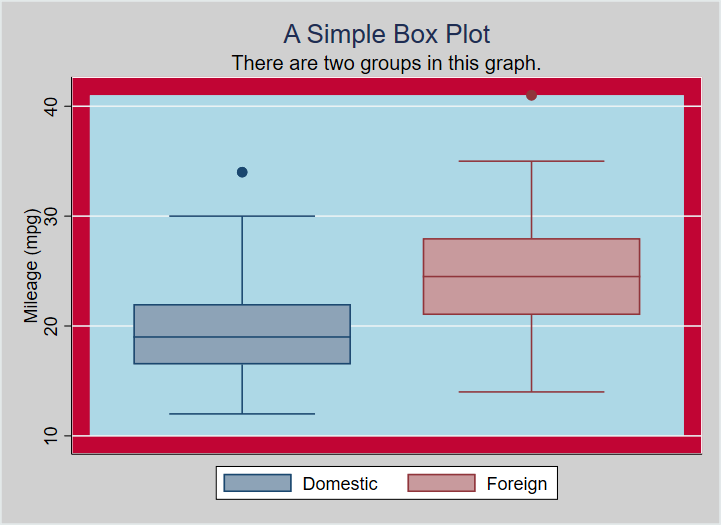 A Simple Box Plot
There are two groups in this graph.
Mileage (mpg)
40
30
20
10
Domestic
Foreign